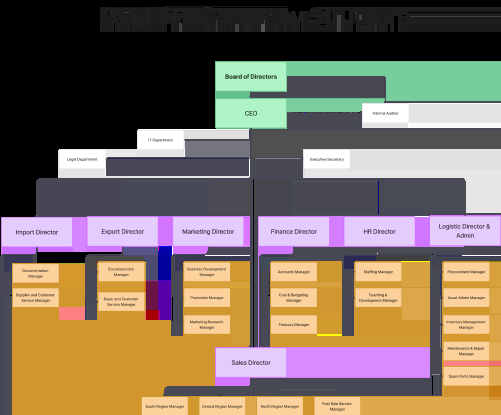 Board of Directors
CEO
Internal Auditor
IT Department
Legal Department
Executive Secretary
Import Director
Export Director
Marketing Director
Finance Director
HR Director
Logistic Director &
Admin
Documentation
Manager
Documentation
Manager
Business Development
Manager
Accounts Manager
Staffing Manager
Procurement Manager
Supplier and Customer
Service Manager
Buyer and Customer
Service Manager
Promotion Manager
Cost & Budgeting
Manager
Teaching &
Development Manager
Asset Admin Manager
Marketing Research
Manager
Treasury Manager
Inventory Management
Manager
Maintenance & Repair
Manager
Sales Director
Spare Parts Manager
South Region Manager
Central Region Manager
North Region Manager
Post Sale Service
Manager